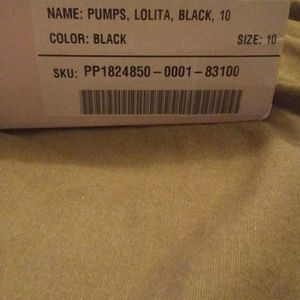 NAME: PUMPS, LOLITA, BLACK, 10
COLOR: BLACK SIZE: 10
SKU: PP1824850-0001-83100